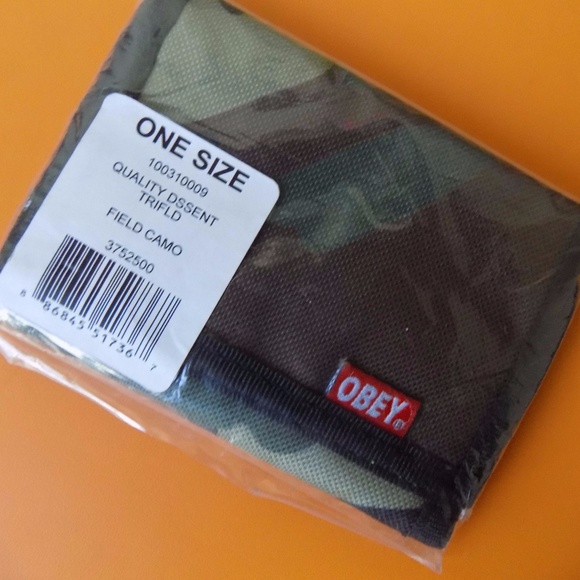 ONE SIZE
100310009
QUALITY DSSENT
TRIFLD
FIELD CAMO
3752500
8 86845 51736 7
OBEY